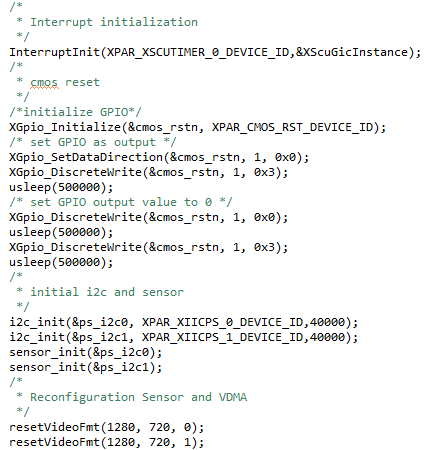 /*
 * Interrupt initialization
 */
InterruptInit(XPAR_XSCUTIMER_0_DEVICE_ID,&XScuGicInstance);
/*
 * cmos reset
 */
/*initialize GPIO*/
XGpio_Initialize(&cmos_rstn, XPAR_CMOS_RST_DEVICE_ID);
/* set GPIO as output */
XGpio_SetDataDirection(&cmos_rstn, 1, 0x0);
XGpio_DiscreteWrite(&cmos_rstn, 1, 0x3);
usleep(500000);
/* set GPIO output value to 0 */
XGpio_DiscreteWrite(&cmos_rstn, 1, 0x0);
usleep(500000);
XGpio_DiscreteWrite(&cmos_rstn, 1, 0x3);
usleep(500000);
/*
 * initial i2c and sensor
 */
i2c_init(&ps_i2c0, XPAR_XIICPS_0_DEVICE_ID,40000);
i2c_init(&ps_i2c1, XPAR_XIICPS_1_DEVICE_ID,40000);
sensor_init(&ps_i2c0);
sensor_init(&ps_i2c1);
/*
 * Reconfiguration Sensor and VDMA
 */
resetVideoFmt(1280, 720, 0);
resetVideoFmt(1280, 720, 1);